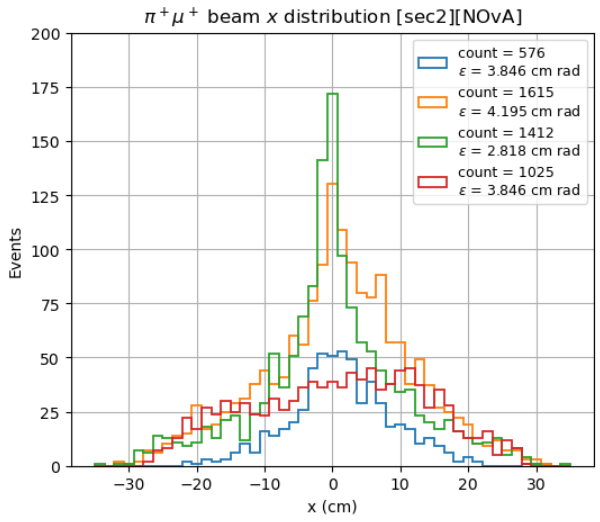 π⁺μ⁺ beam x distribution [sec2][NOvA]
200
175
150
125
100
75
50
25
0
Events
count = 576
ε = 3.846 cm rad
count = 1615
ε = 4.195 cm rad
count = 1412
ε = 2.818 cm rad
count = 1025
ε = 3.846 cm rad
−30 −20 −10 0 10 20 30
x (cm)